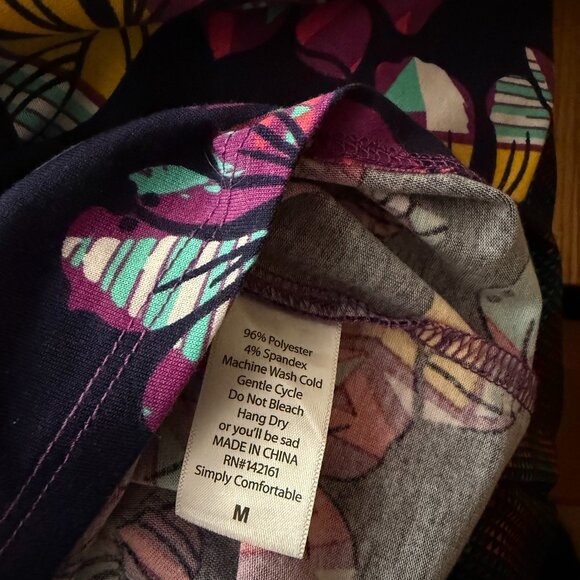 96% Polyester
4% Spandex
Machine Wash Cold
Gentle Cycle
Do Not Bleach
Hang Dry
or you'll be sad
MADE IN CHINA
RN#142161
Simply Comfortable
M